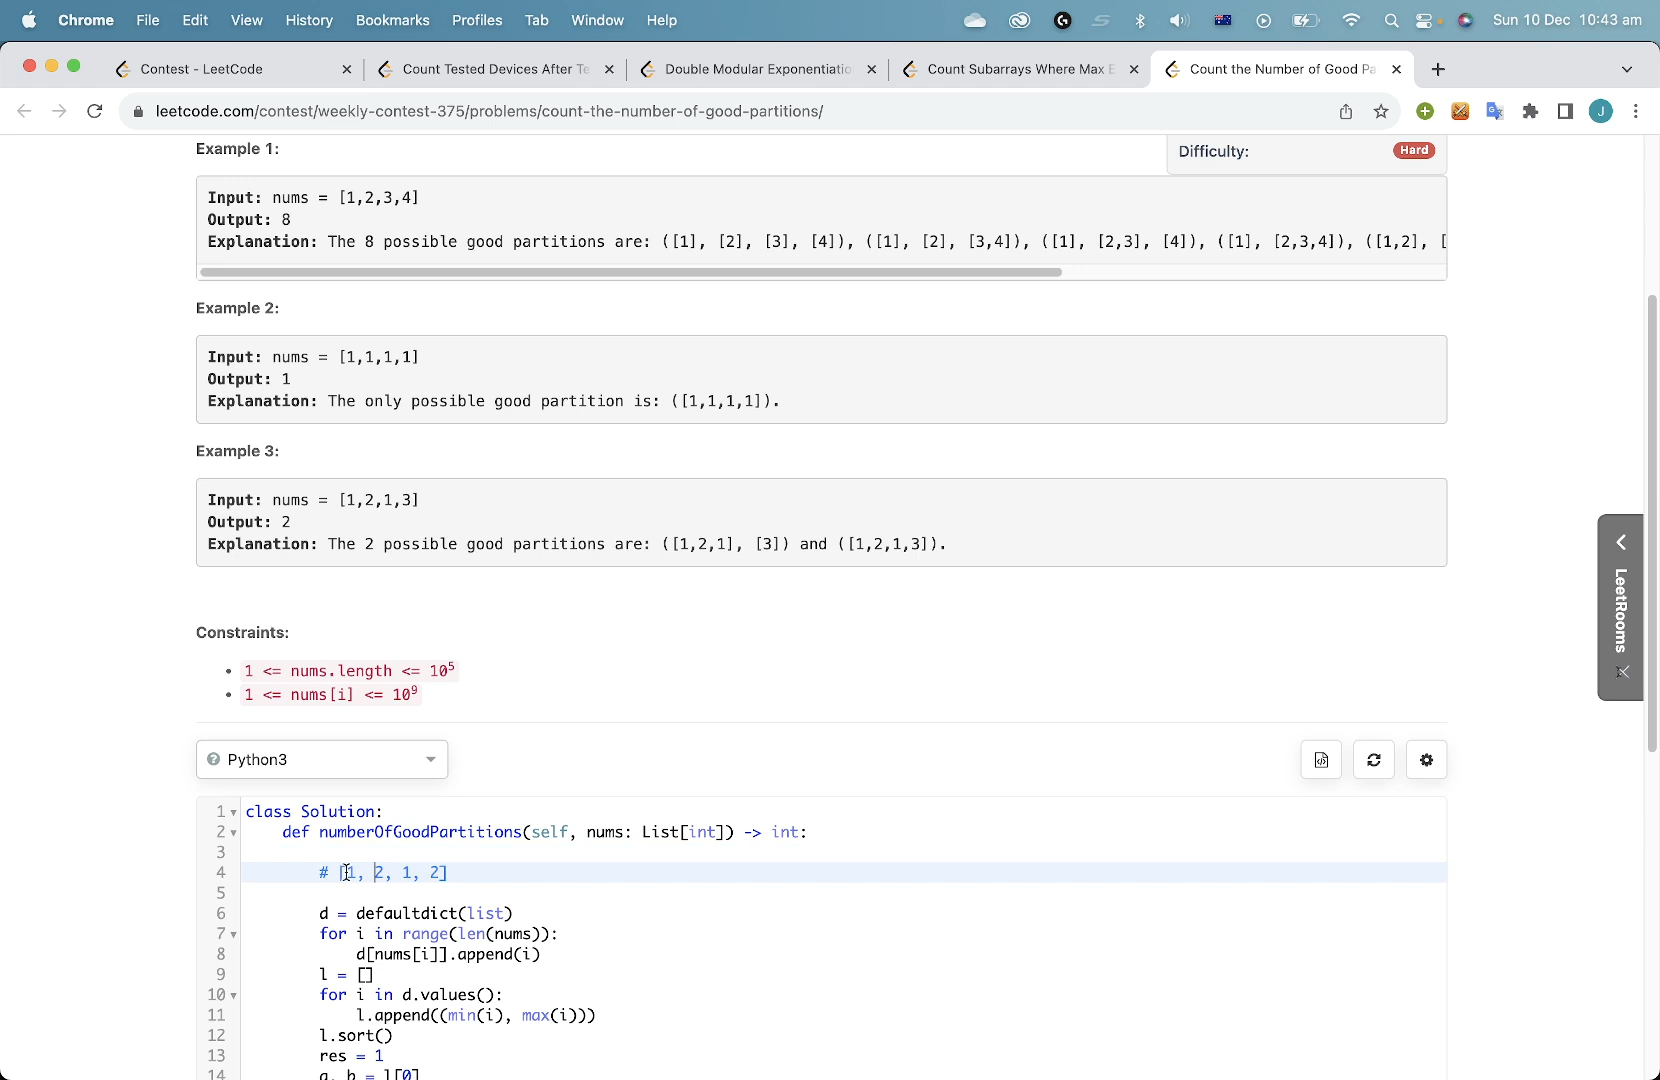 Chrome File Edit View History Bookmarks Profiles Tab Window Help Sun 10 Dec 10:43 am
Contest - LeetCode
Count Tested Devices After Te
Double Modular Exponentiatio
Count Subarrays Where Max E
Count the Number of Good Pa
leetcode.com/contest/weekly-contest-375/problems/count-the-number-of-good-partitions/
J
Example 1:
Difficulty: Hard
Input: nums = [1,2,3,4]
Output: 8
Explanation: The 8 possible good partitions are: ([1], [2], [3], [4]), ([1], [2], [3,4]), ([1], [2,3], [4]), ([1], [2,3,4]), ([1,2], [
Example 2:
Input: nums = [1,1,1,1]
Output: 1
Explanation: The only possible good partition is: ([1,1,1,1]).
Example 3:
Input: nums = [1,2,1,3]
Output: 2
Explanation: The 2 possible good partitions are: ([1,2,1], [3]) and ([1,2,1,3]).
LeetRooms
Constraints:
• 1 <= nums.length <= 10⁵
• 1 <= nums[i] <= 10⁹
Python3
1 class Solution:
2 def numberOfGoodPartitions(self, nums: List[int]) -> int:
3
4 # [1, 2, 1, 2]
5
6 d = defaultdict(list)
7 for i in range(len(nums)):
8 d[nums[i]].append(i)
9 l = []
10 for i in d.values():
11 l.append((min(i), max(i)))
12 l.sort()
13 res = 1
14 a, b = l[0]